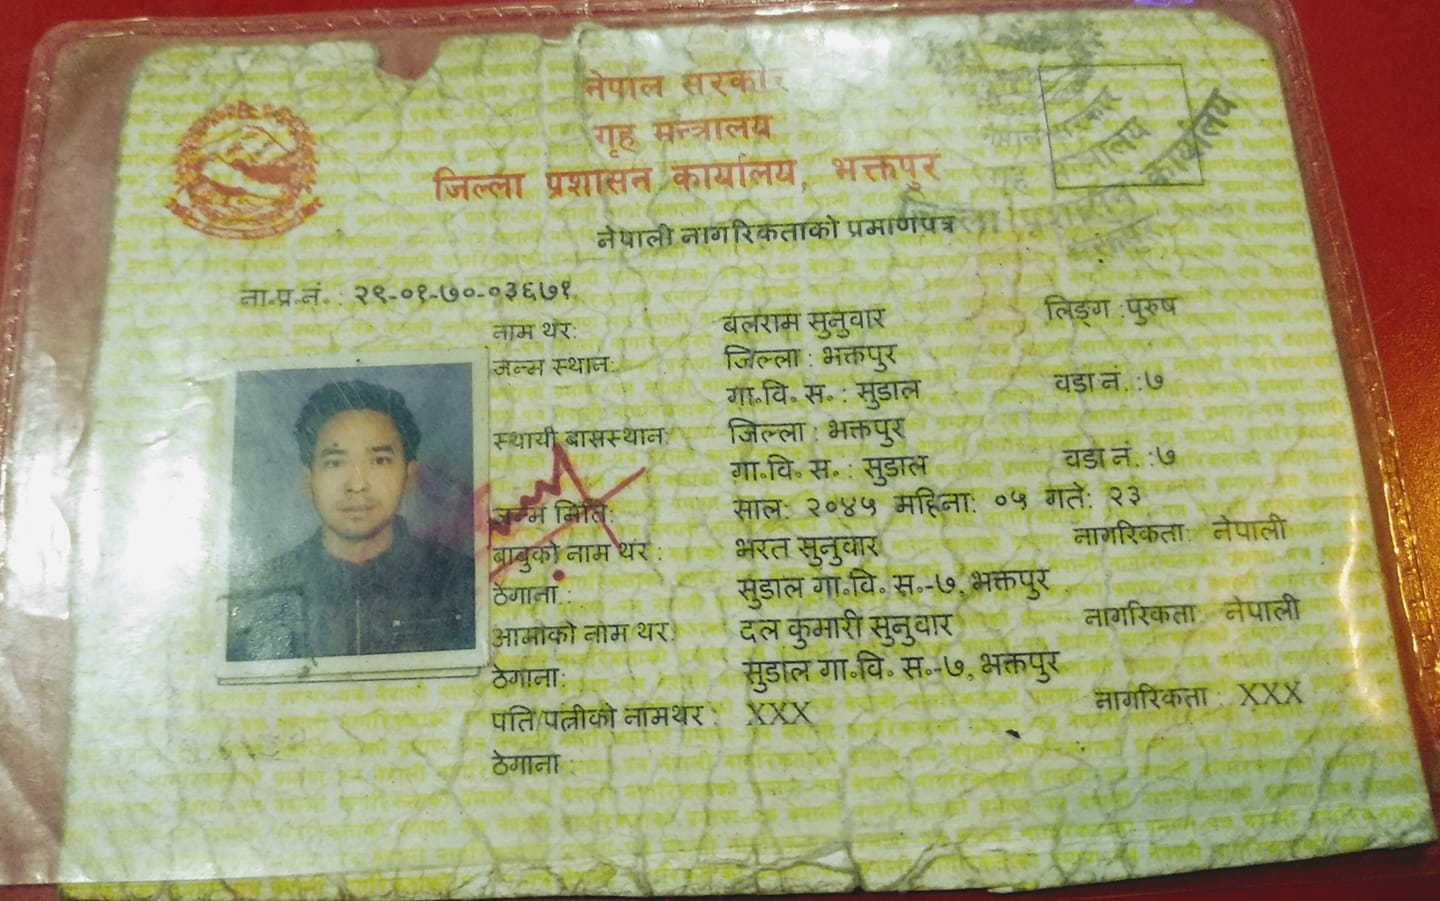 नेपाल सरकार
गृह मन्त्रालय
जिल्ला प्रशासन कार्यालय, भक्तपुर
नेपाली नागरिकताको प्रमाणपत्र
ना.प्र.नं. : २९-०१-७०-०३६७१
नाम थर: बलराम सुनुवार लिङ्ग : पुरुष
जन्म स्थान: जिल्ला : भक्तपुर
गा.वि. स. : सुडाल वडा नं. : ७
स्थायी बासस्थान: जिल्ला : भक्तपुर
गा.वि. स. : सुडाल वडा नं. : ७
जन्म मिति: साल: २०४५ महिना: ०५ गते: २३
बाबुको नाम थर : भरत सुनुवार नागरिकता: नेपाली
ठेगाना : सुडाल गा.वि. स.-७, भक्तपुर
आमाको नाम थर: दल कुमारी सुनुवार नागरिकता: नेपाली
ठेगाना: सुडाल गा.वि. स.-७, भक्तपुर
पति/पत्नीको नामथर : XXX नागरिकता : XXX
ठेगाना :